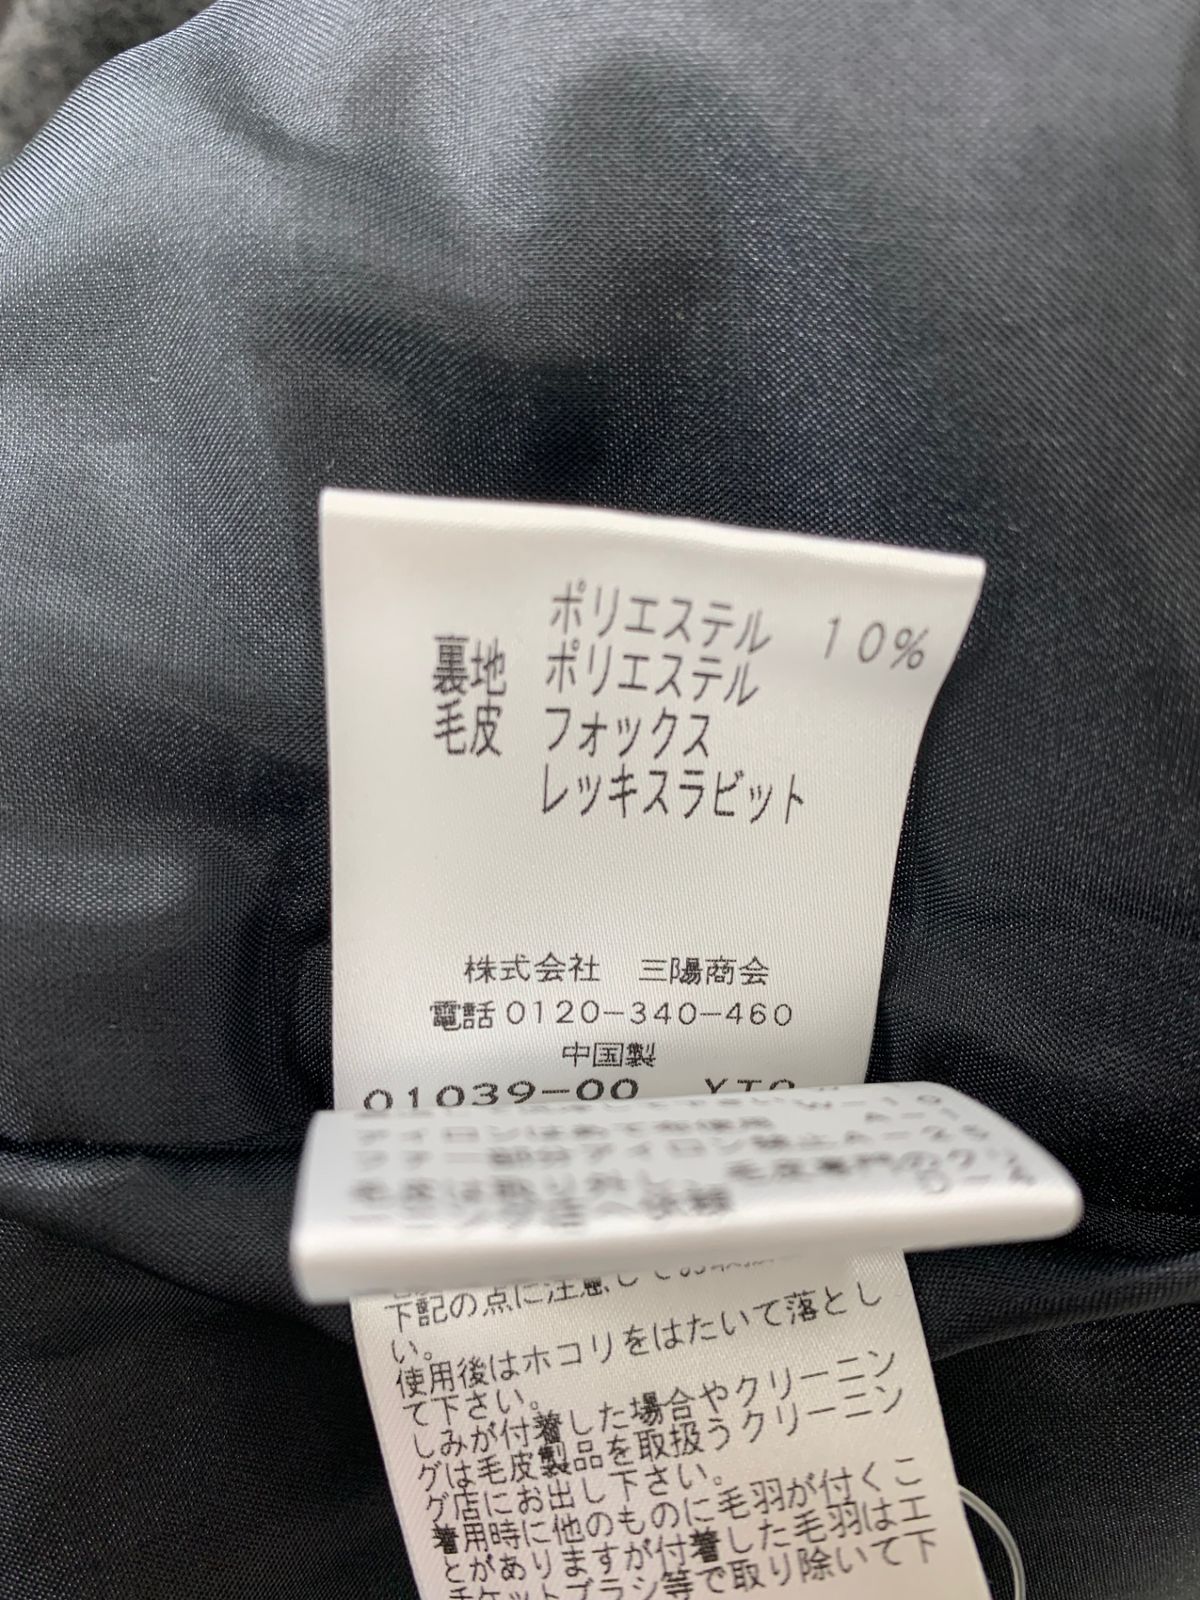 ポリエステル 10%
裏地 ポリエステル
毛皮 フォックス
レッキスラビット
株式会社 三陽商会
電話0120-340-460
中国製
01039-00
下記の点に注意して
い。
使用後はホコリをはたいて落とし
て下さい。
しみが付着した場合やクリーニン
グは毛皮製品を取扱うクリーニン
グ店にお出し下さい。
着用時に他のものに毛羽が付くこ
とがありますが付着した毛羽はエ
チケットブラシ等で取り除いて下